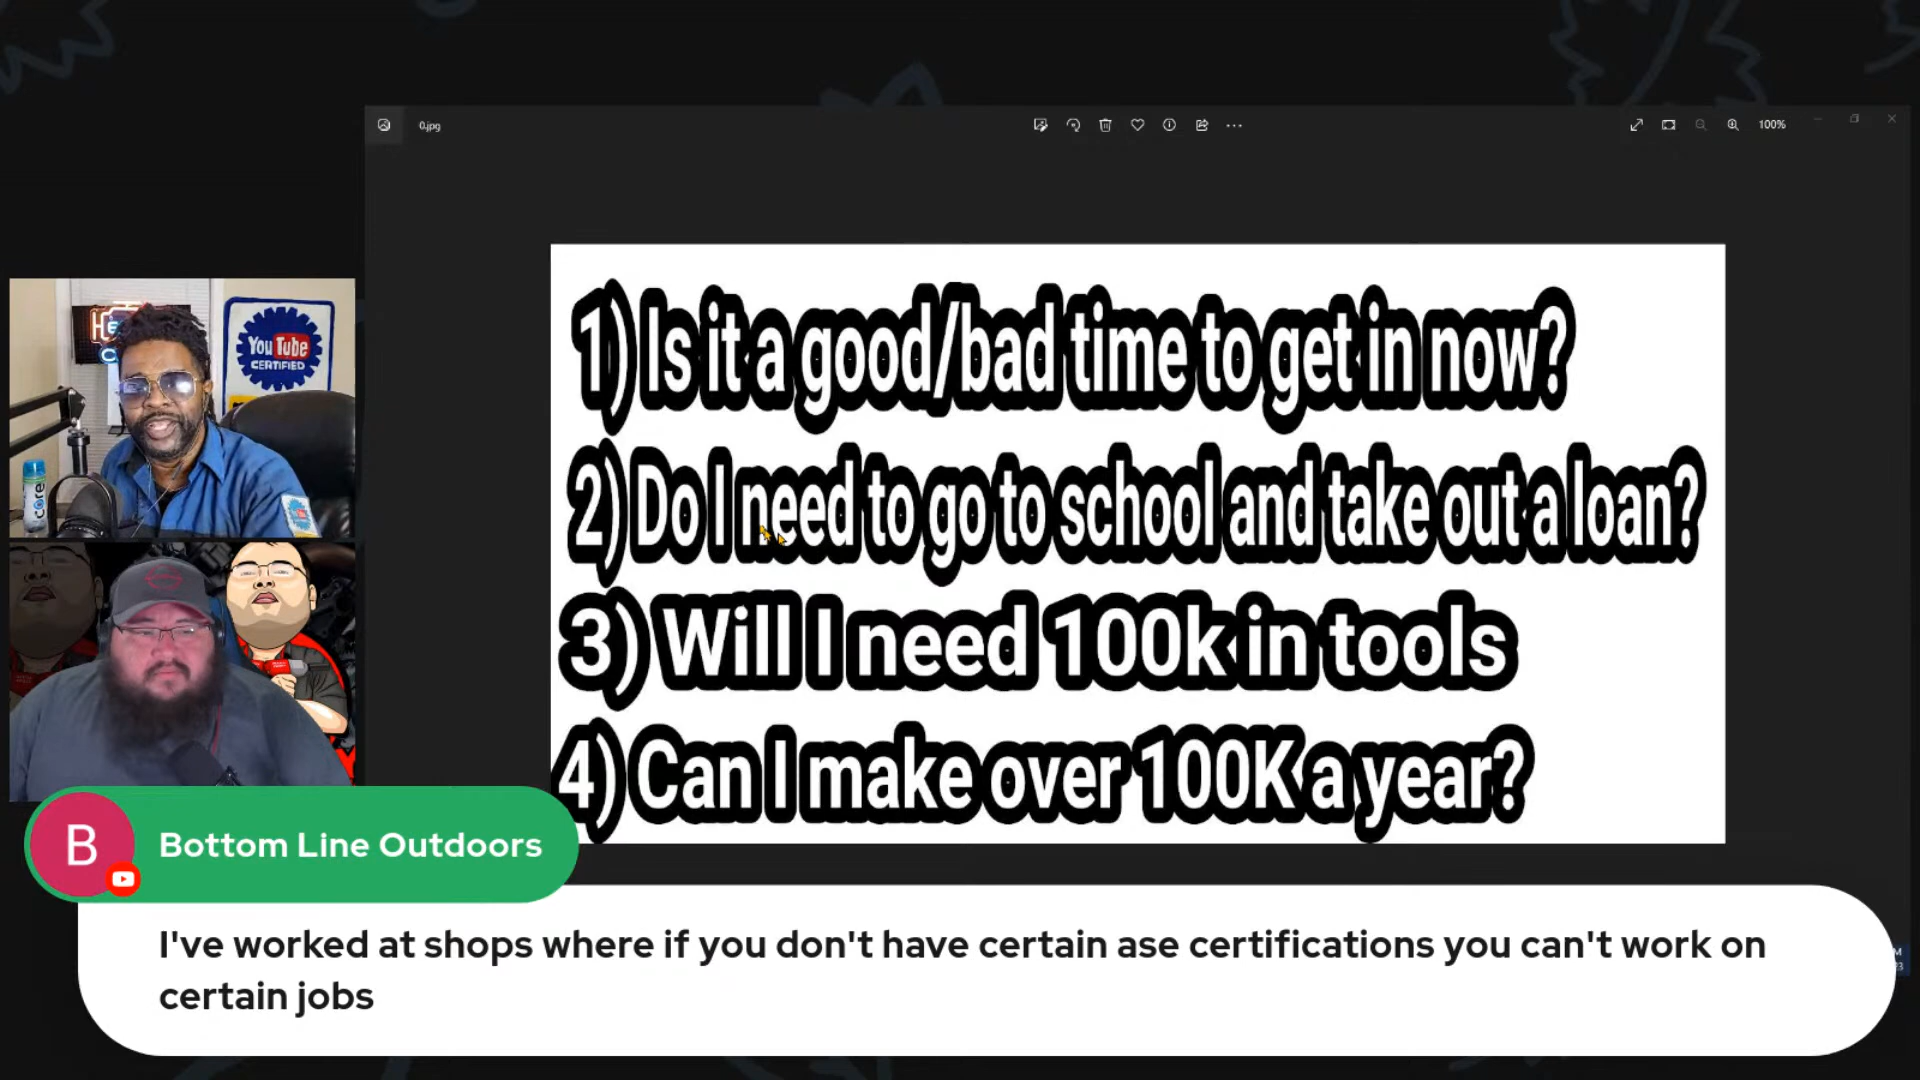 0.jpg
100%
1) Is it a good/bad time to get in now?
2) Do I need to go to school and take out a loan?
3) Will I need 100k in tools
4) Can I make over 100K a year?
YouTube
CERTIFIED
core
B
Bottom Line Outdoors
I've worked at shops where if you don't have certain ase certifications you can't work on
certain jobs